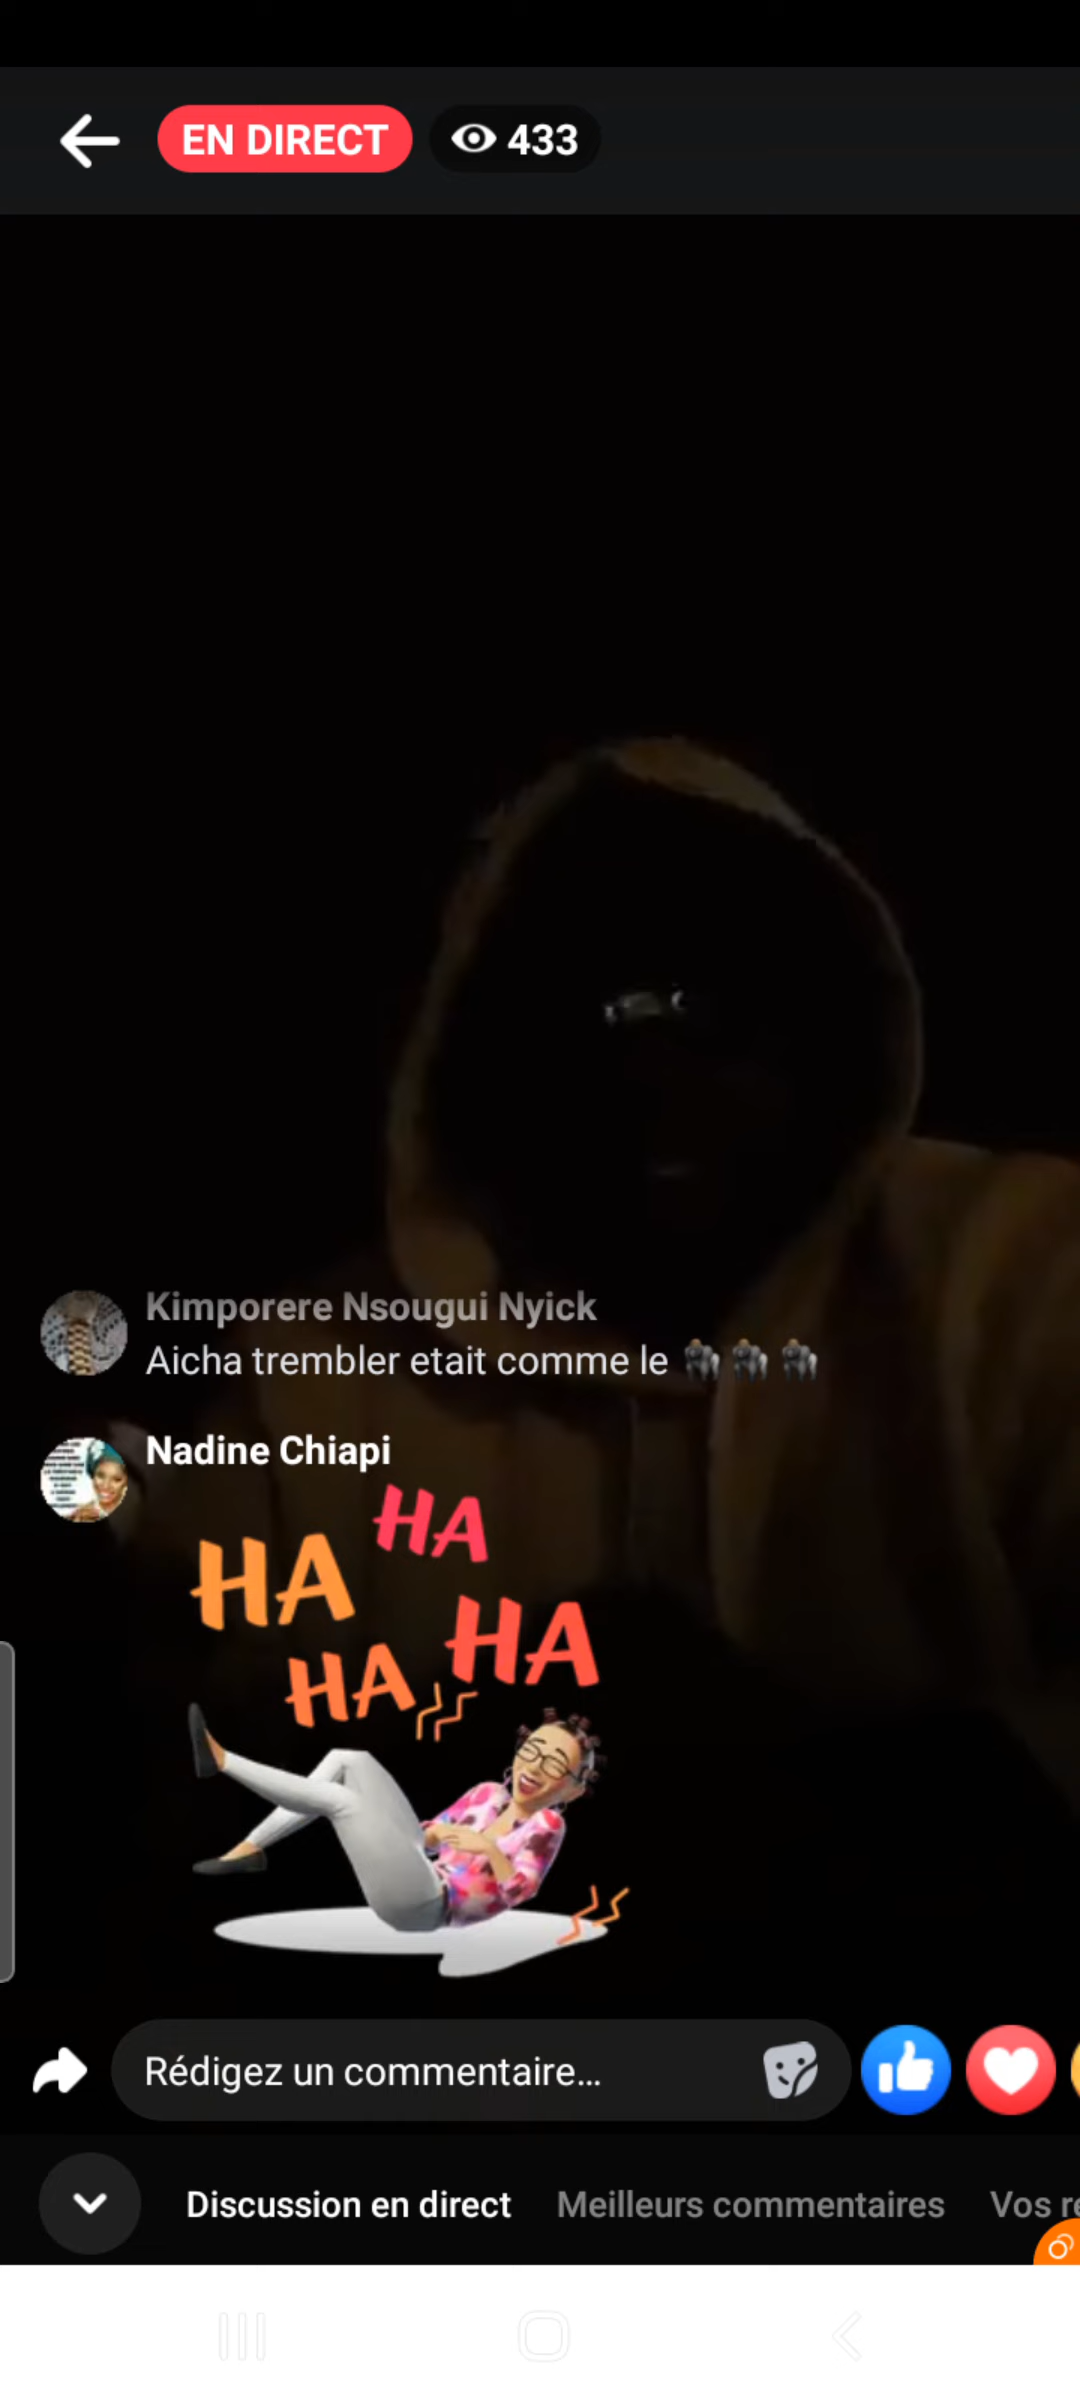 EN DIRECT 433
Kimporere Nsougui Nyick
Aicha trembler etait comme le 🦍🦍🦍
Nadine Chiapi
HA
HA
HA
HA
Rédigez un commentaire...
Discussion en direct Meilleurs commentaires Vos re